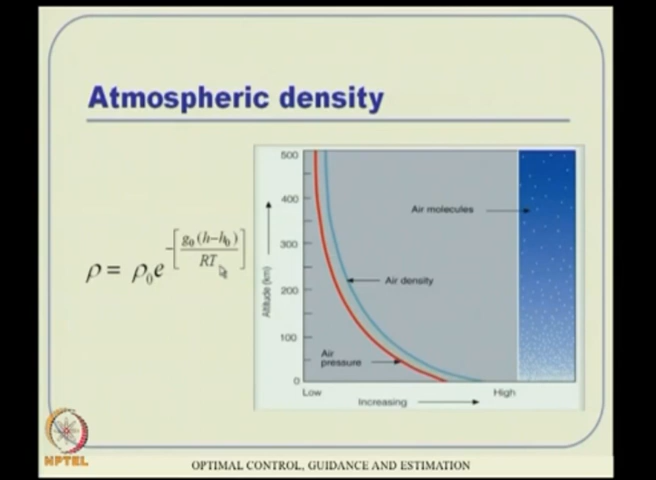 Atmospheric density
ρ = ρ₀e^-[g₀(h-h₀)/RT]
500
400
300
200
100
0
Altitude (km)
Air molecules
Air density
Air
pressure
Low
Increasing
High
NPTEL
OPTIMAL CONTROL, GUIDANCE AND ESTIMATION